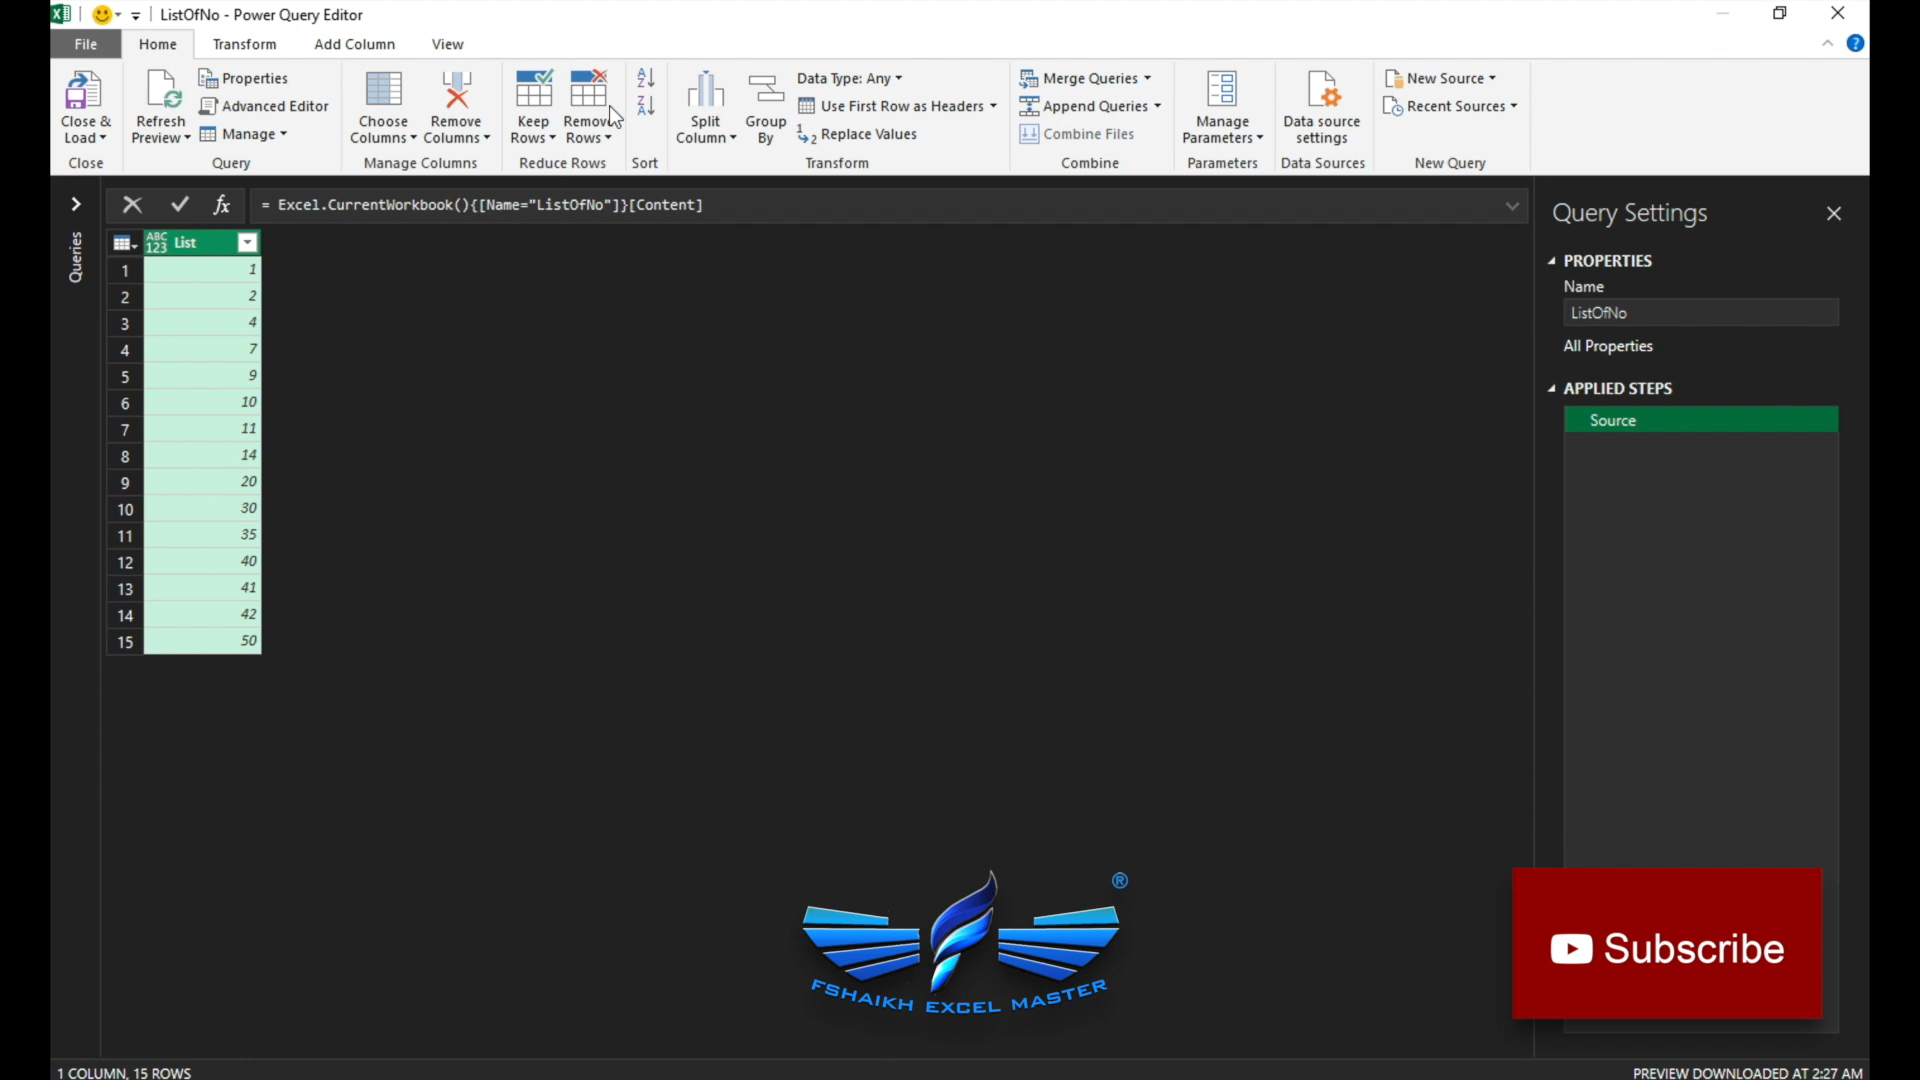 ListOfNo - Power Query Editor
File Home Transform Add Column View
Close & Load
Close
Refresh Preview
Properties
Advanced Editor
Manage
Query
Choose Columns
Remove Columns
Manage Columns
Keep Rows
Remove Rows
Reduce Rows
A Z
Z A
Sort
Split Column
Group By
Data Type: Any
Use First Row as Headers
1 2 Replace Values
Transform
Merge Queries
Append Queries
Combine Files
Combine
Manage Parameters
Parameters
Data source settings
Data Sources
New Source
Recent Sources
New Query
?
Queries
fx = Excel.CurrentWorkbook(){[Name="ListOfNo"]}[Content]
ABC 123 List
1 1
2 2
3 4
4 7
5 9
6 10
7 11
8 14
9 20
10 30
11 35
12 40
13 41
14 42
15 50
Query Settings
PROPERTIES
Name
ListOfNo
All Properties
APPLIED STEPS
Source
®
FSHAIKH EXCEL MASTER
Subscribe
1 COLUMN, 15 ROWS
PREVIEW DOWNLOADED AT 2:27 AM